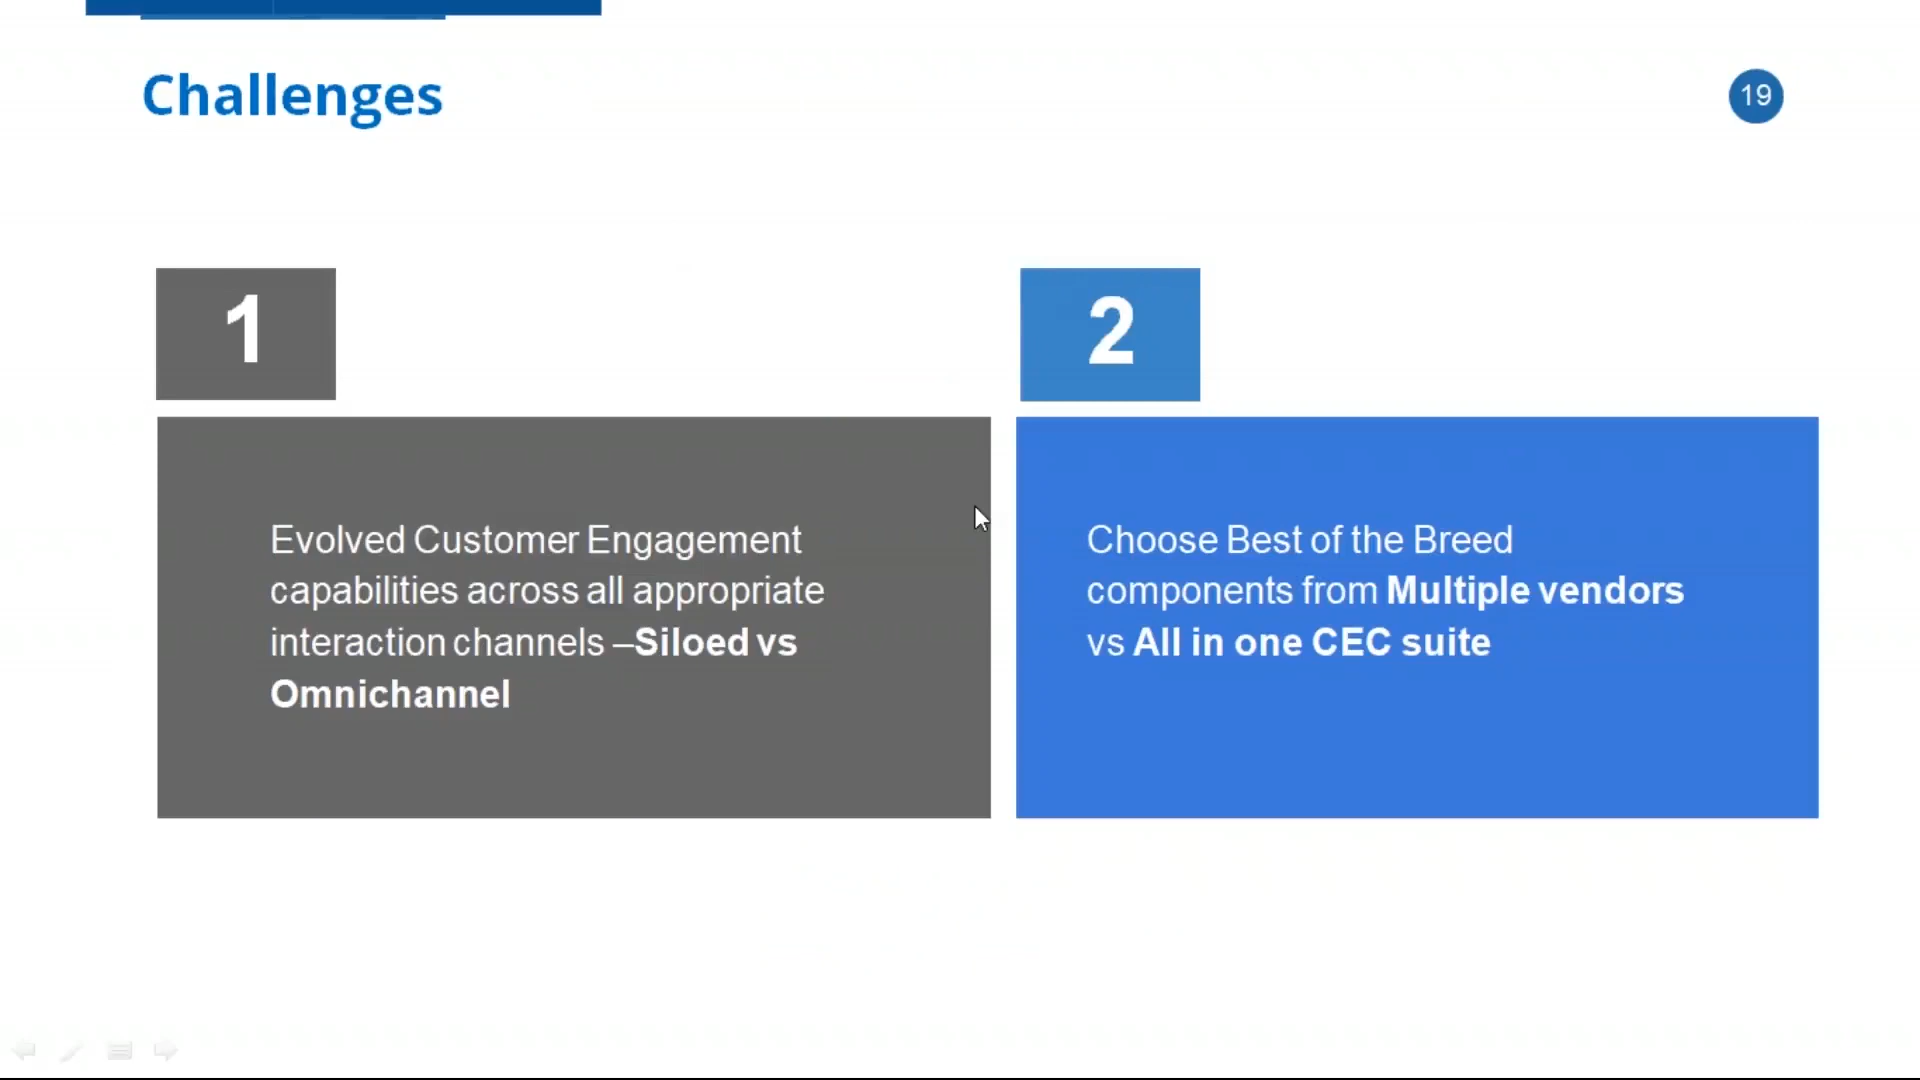 Challenges
19
1
Evolved Customer Engagement
capabilities across all appropriate
interaction channels –Siloed vs
Omnichannel
2
Choose Best of the Breed
components from Multiple vendors
vs All in one CEC suite